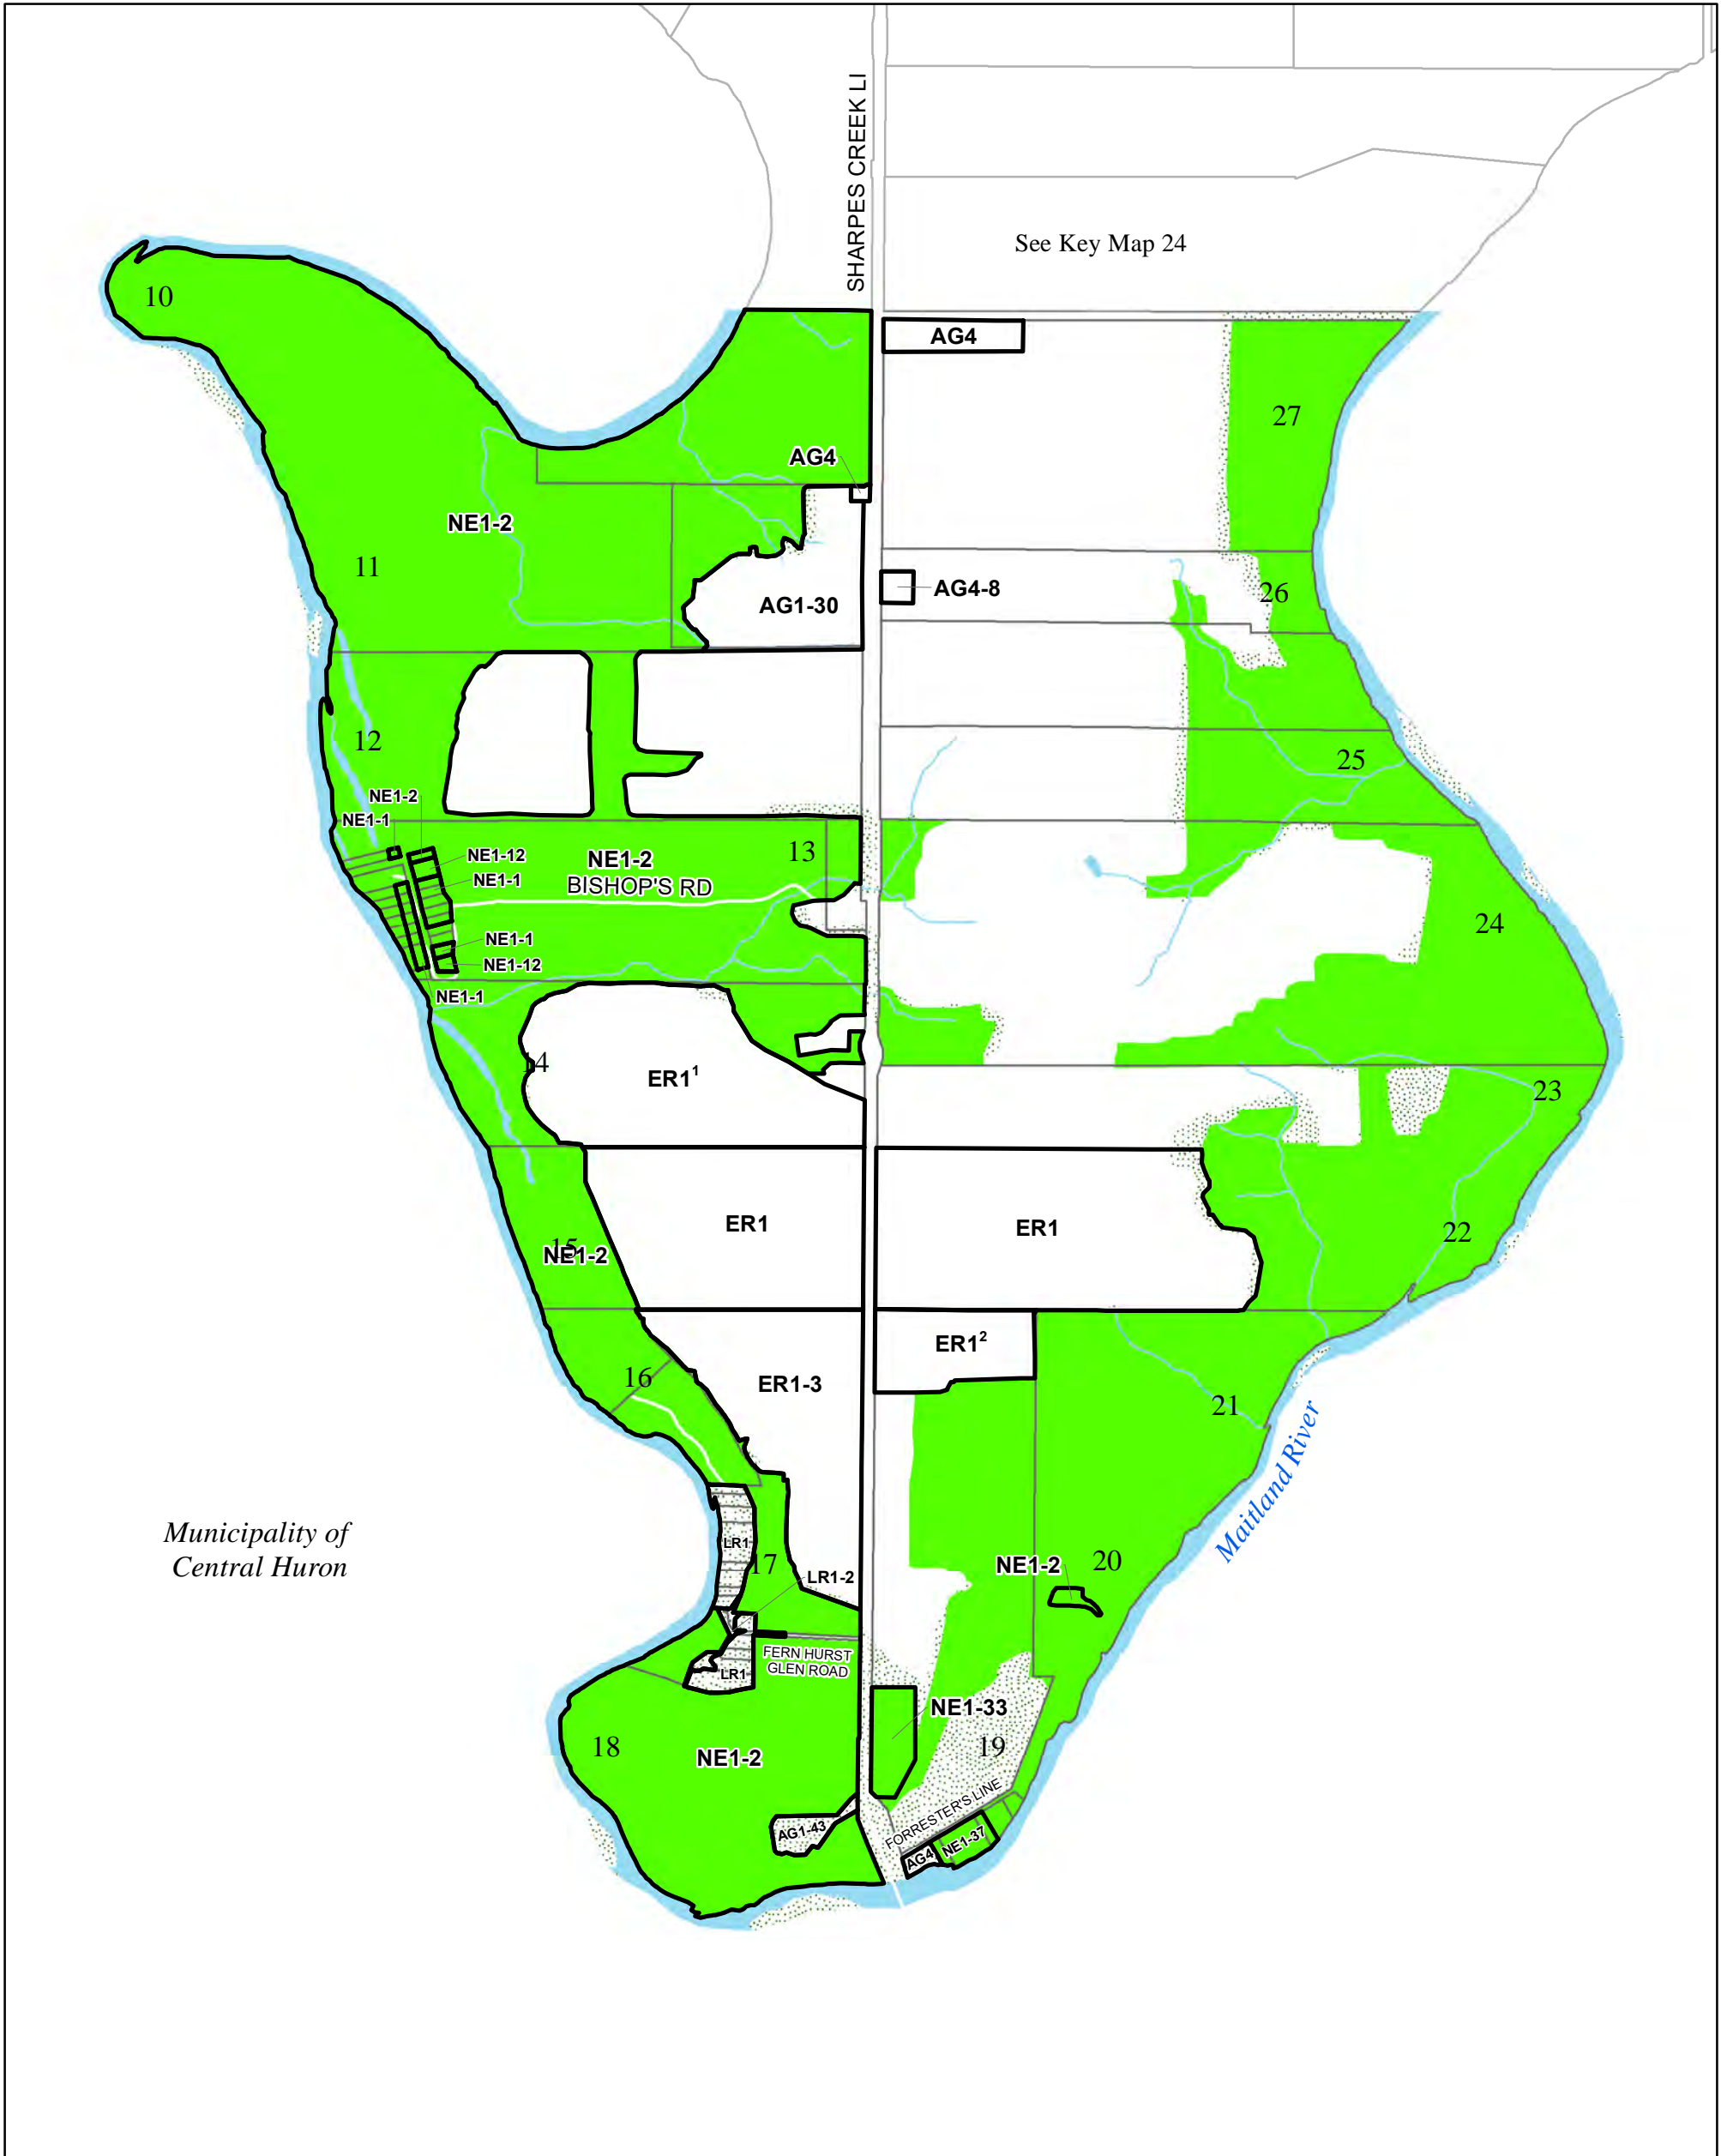 SHARPES CREEK LI
See Key Map 24
10
AG4
27
AG4
NE1-2
11
AG4-8
26
AG1-30
12
25
NE1-2
NE1-1
13
NE1-12
NE1-2
NE1-1
BISHOP'S RD
24
NE1-1
NE1-12
NE1-1
14
ER1¹
23
ER1
ER1
22
15
NE1-2
ER1²
16
ER1-3
21
Maitland River
Municipality of
Central Huron
LR1
17
LR1-2
NE1-2
20
FERN HURST
GLEN ROAD
LR1
NE1-33
18
NE1-2
19
FORRESTER'S LINE
AG1-43
NE1-37
AG4